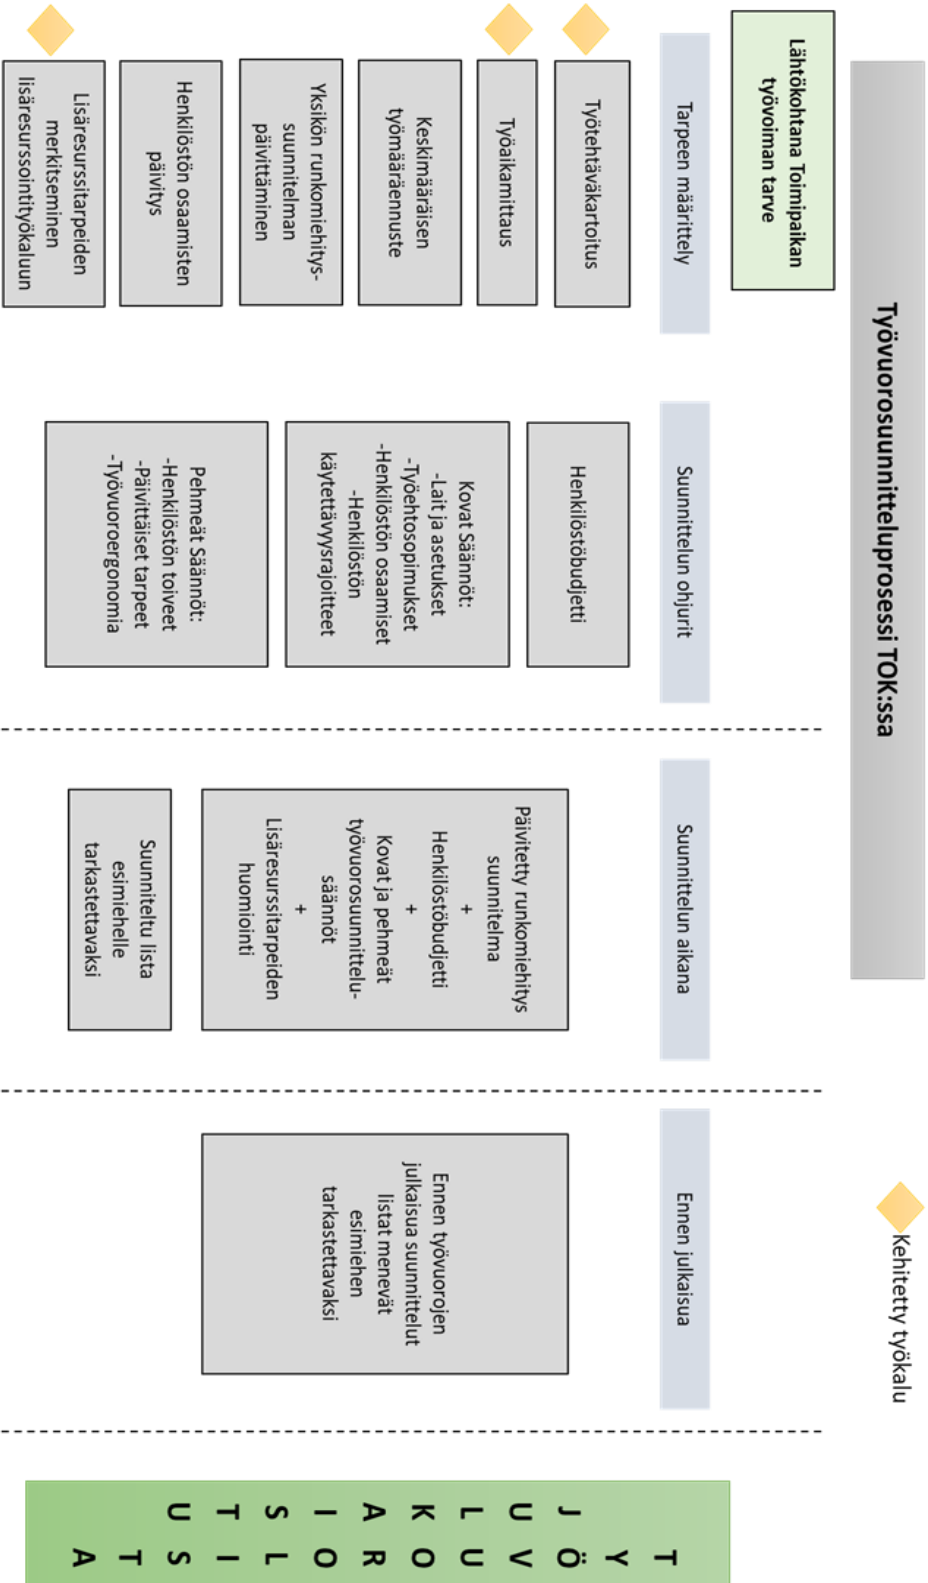 Työvuorosuunnitteluprosessi TOK:ssa
Kehitetty työkalu
Lähtökohtana Toimipaikan
työvoiman tarve
Tarpeen määrittely
Työtehtäväkartoitus
Työaikamittaus
Keskimääräisen
työmääräennuste
Yksikön runkomiehitys-
suunnitelman
päivittäminen
Henkilöstön osaamisten
päivitys
Lisäresurssitarpeiden
merkitseminen
lisäresurssointityökaluun
Suunnittelun ohjurit
Henkilöstöbudjetti
Kovat Säännöt:
-Lait ja asetukset
-Työehtosopimukset
-Henkilöstön osaamiset
-Henkilöstön
käytettävyysrajoitteet
Pehmeät Säännöt:
-Henkilöstön toiveet
-Päivittäiset tarpeet
-Työvuoroergonomia
Suunnittelun aikana
Päivitetty runkomiehitys
suunnitelma
+
Henkilöstöbudjetti
+
Kovat ja pehmeät
työvuorosuunnittelu-
säännöt
+
Lisäresurssitarpeiden
huomiointi
Suunniteltu lista
esimiehelle
tarkastettavaksi
Ennen julkaisua
Ennen työvuorojen
julkaisua suunnittelut
listat menevät
esimiehen
tarkastettavaksi
T
Y
J Ö
U V
L U
K O
A R
I O
S L
T I
U S
T
A